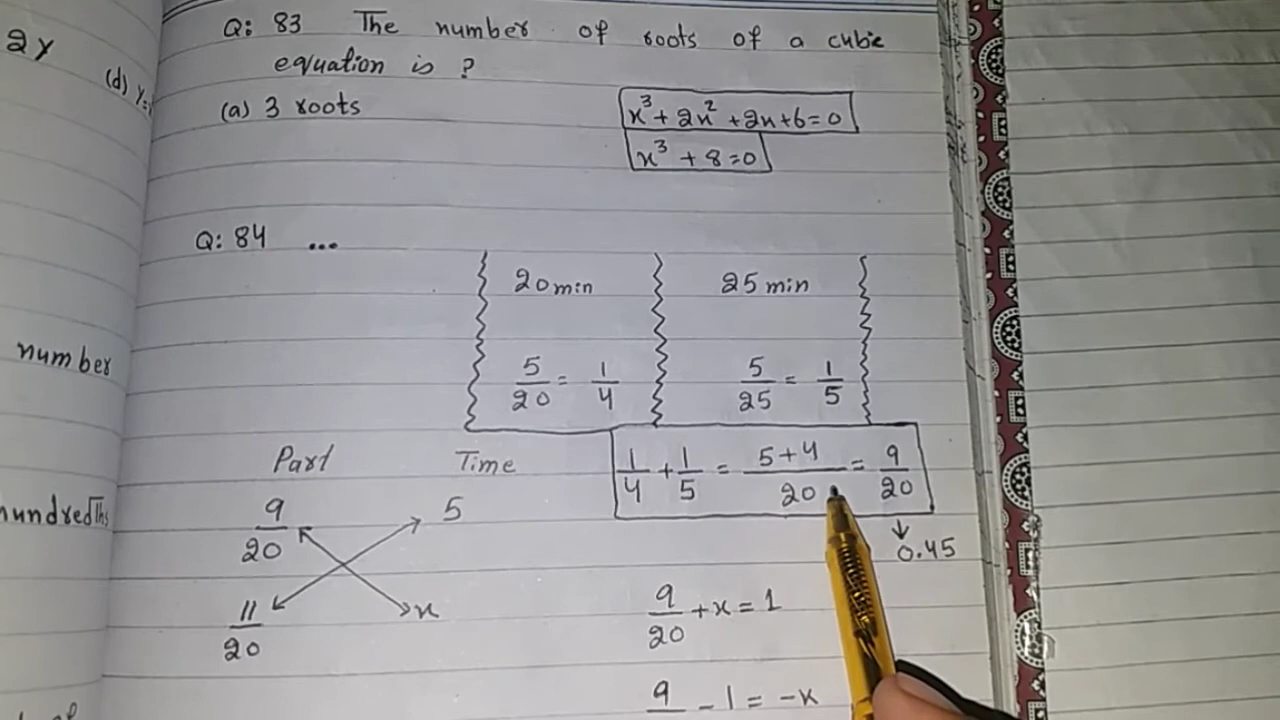 2y
(d) y=
number
hundredths
Q: 83 The number of roots of a cubic
equation is ?
(a) 3 roots
x³ + 2x² + 2x + 6 = 0
x³ + 8 = 0
Q: 84 ...
20 min 25 min
5/20 = 1/4 5/25 = 1/5
1/4 + 1/5 = 5+4/20 = 9/20
0.45
Part Time
9/20 5
11/20 x
9/20 + x = 1
9 - 1 = -x